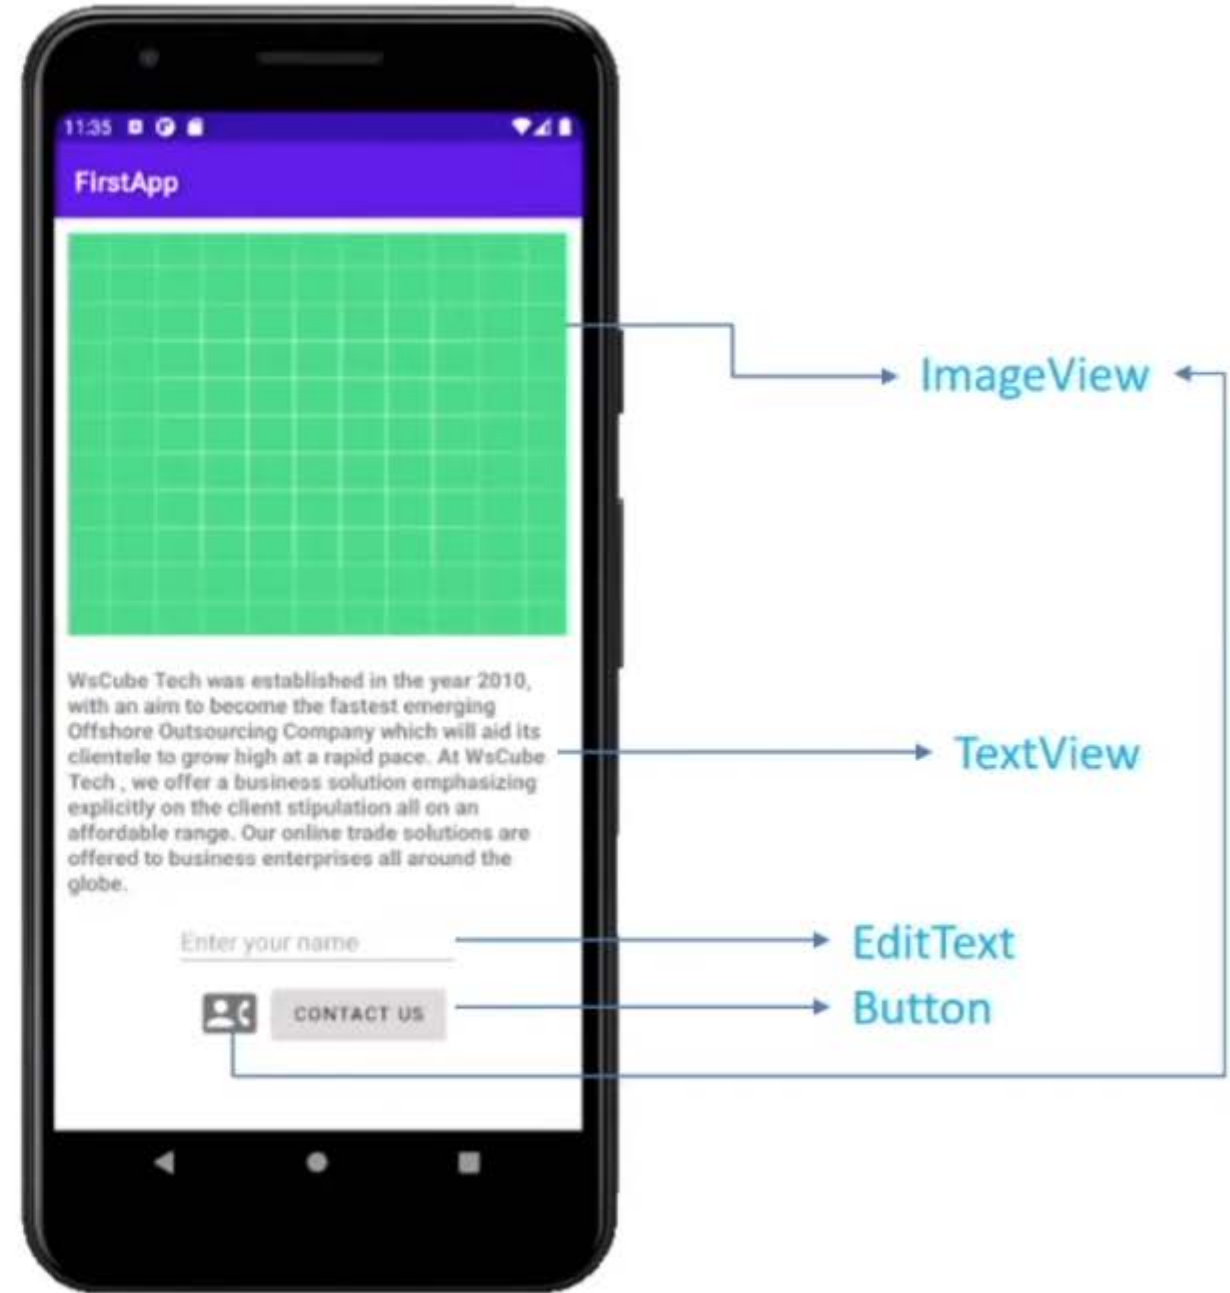 11:35
FirstApp
ImageView
WsCube Tech was established in the year 2010,
with an aim to become the fastest emerging
Offshore Outsourcing Company which will aid its
clientele to grow high at a rapid pace. At WsCube
Tech , we offer a business solution emphasizing
explicitly on the client stipulation all on an
affordable range. Our online trade solutions are
offered to business enterprises all around the
globe.
TextView
Enter your name
EditText
CONTACT US
Button